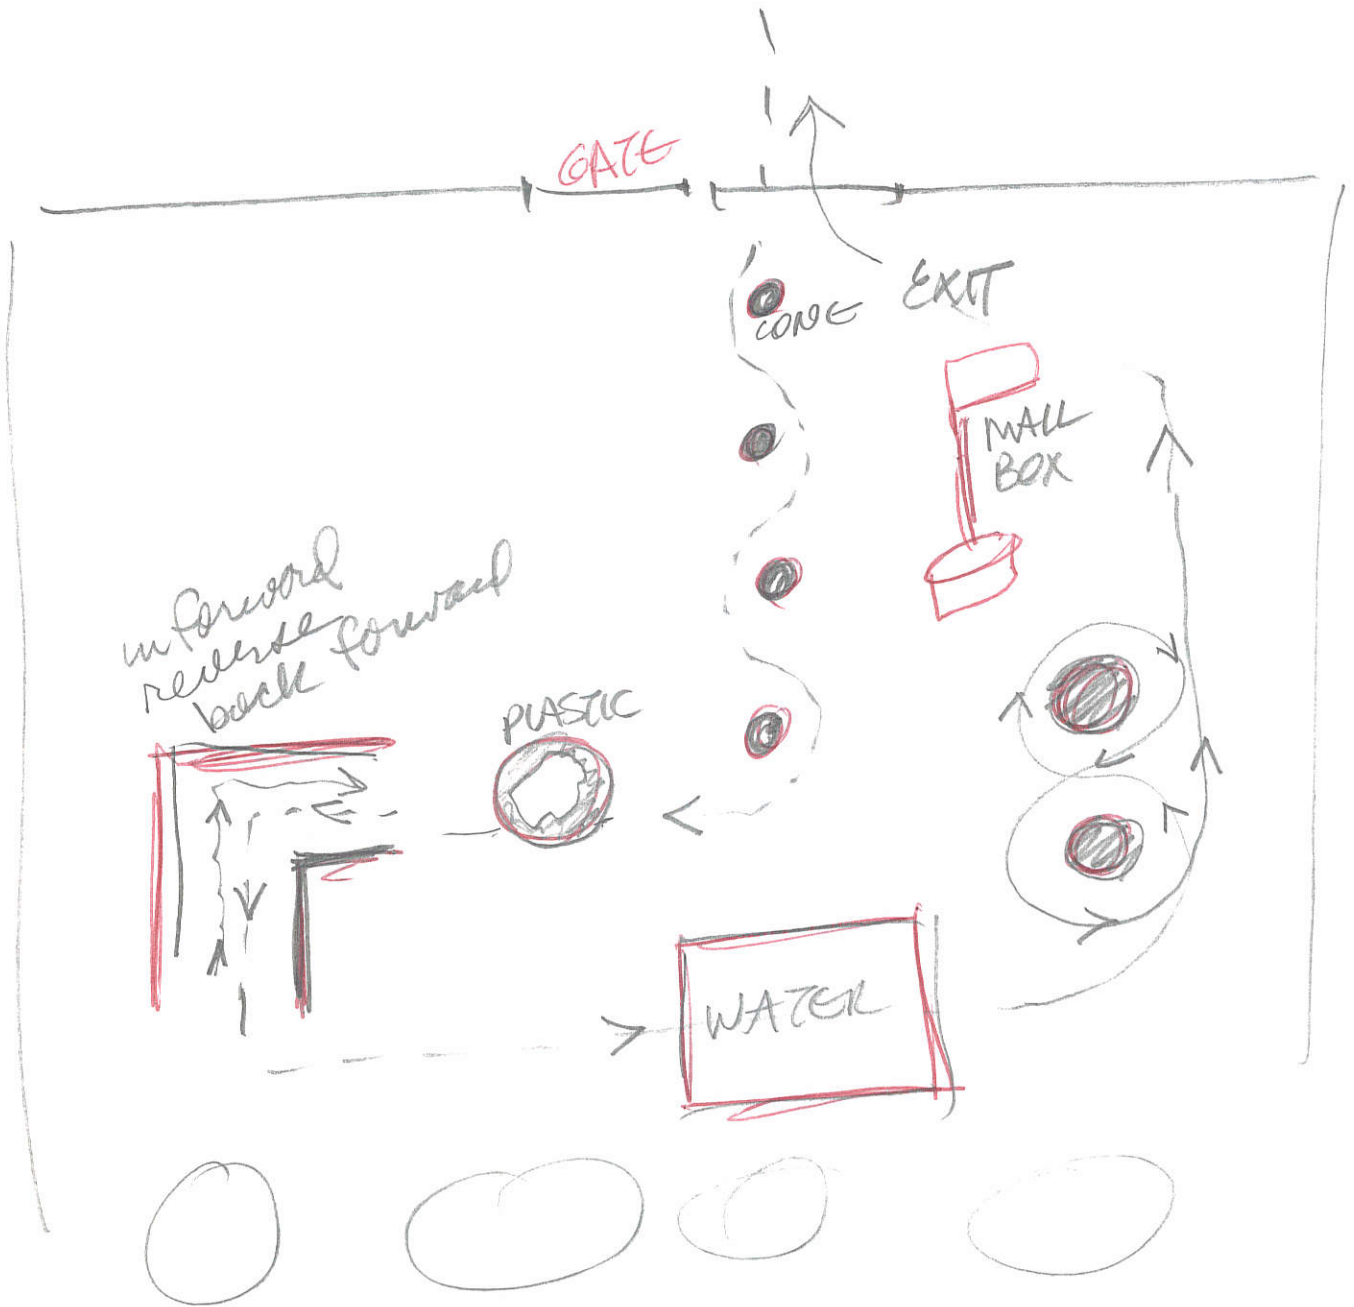 GATE
EXIT
CONE
MAIL
BOX
in forward
reverse
back forward
PLASTIC
WATER